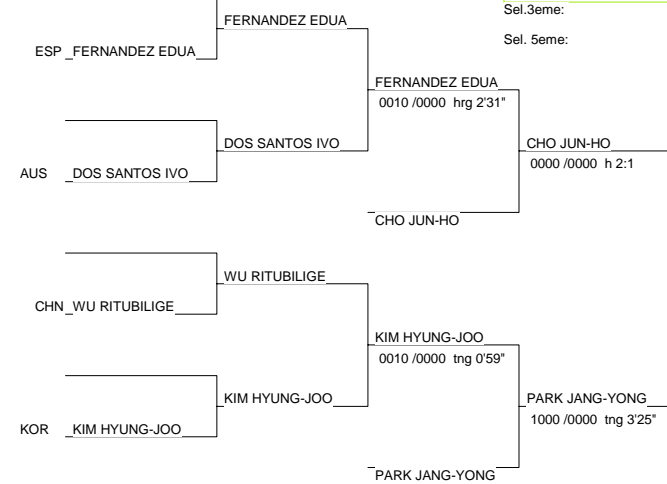 FERNANDEZ EDUA
Sel.3eme:
Sel. 5eme:
ESP FERNANDEZ EDUA
FERNANDEZ EDUA
0010 /0000 hrg 2'31"
DOS SANTOS IVO
CHO JUN-HO
0000 /0000 h 2:1
AUS DOS SANTOS IVO
CHO JUN-HO
WU RITUBILIGE
CHN WU RITUBILIGE
KIM HYUNG-JOO
0010 /0000 tng 0'59"
KIM HYUNG-JOO
PARK JANG-YONG
1000 /0000 tng 3'25"
KOR KIM HYUNG-JOO
PARK JANG-YONG